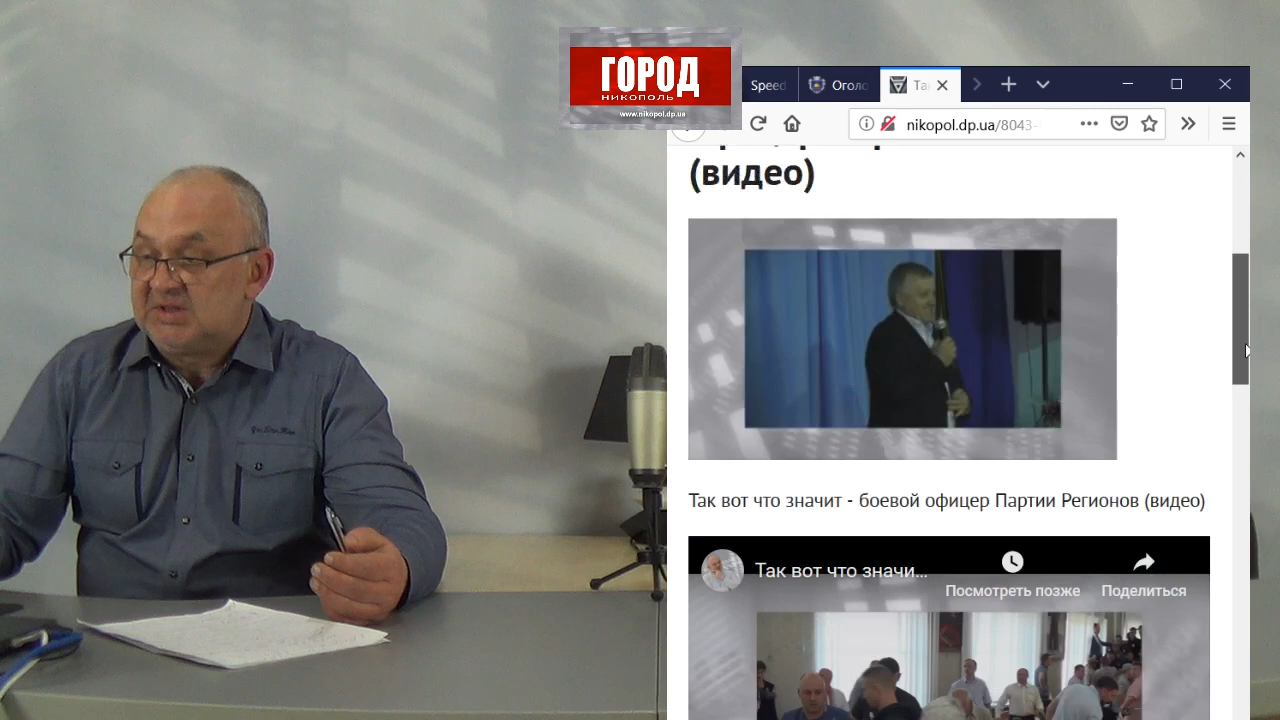 ГОРОД
НИКОПОЛЬ
www.nikopol.dp.ua
Speed
Оголо
Та
nikopol.dp.ua/8043-
(видео)
Так вот что значит - боевой офицер Партии Регионов (видео)
Так вот что значи...
Посмотреть позже
Поделиться